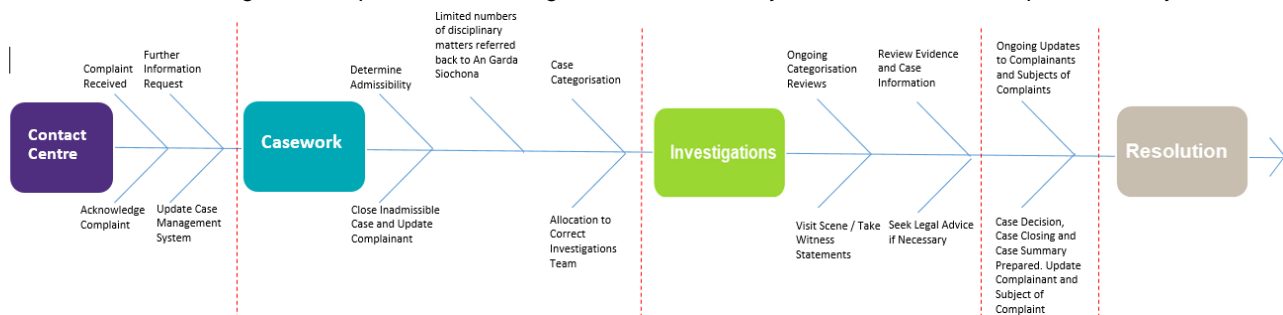 Complaint
Received
Further
Information
Request
Contact
Centre
Acknowledge
Complaint
Update Case
Management
System
Determine
Admissibility
Limited numbers
of disciplinary
matters referred
back to An Garda
Siochona
Case
Categorisation
Casework
Close Inadmissible
Case and Update
Complainant
Allocation to
Correct
Investigations
Team
Ongoing
Categorisation
Reviews
Review Evidence
and Case
Information
Investigations
Visit Scene / Take
Witness
Statements
Seek Legal Advice
if Necessary
Ongoing Updates
to Complainants
and Subjects of
Complaints
Case Decision,
Case Closing and
Case Summary
Prepared. Update
Complainant and
Subject of
Complaint
Resolution